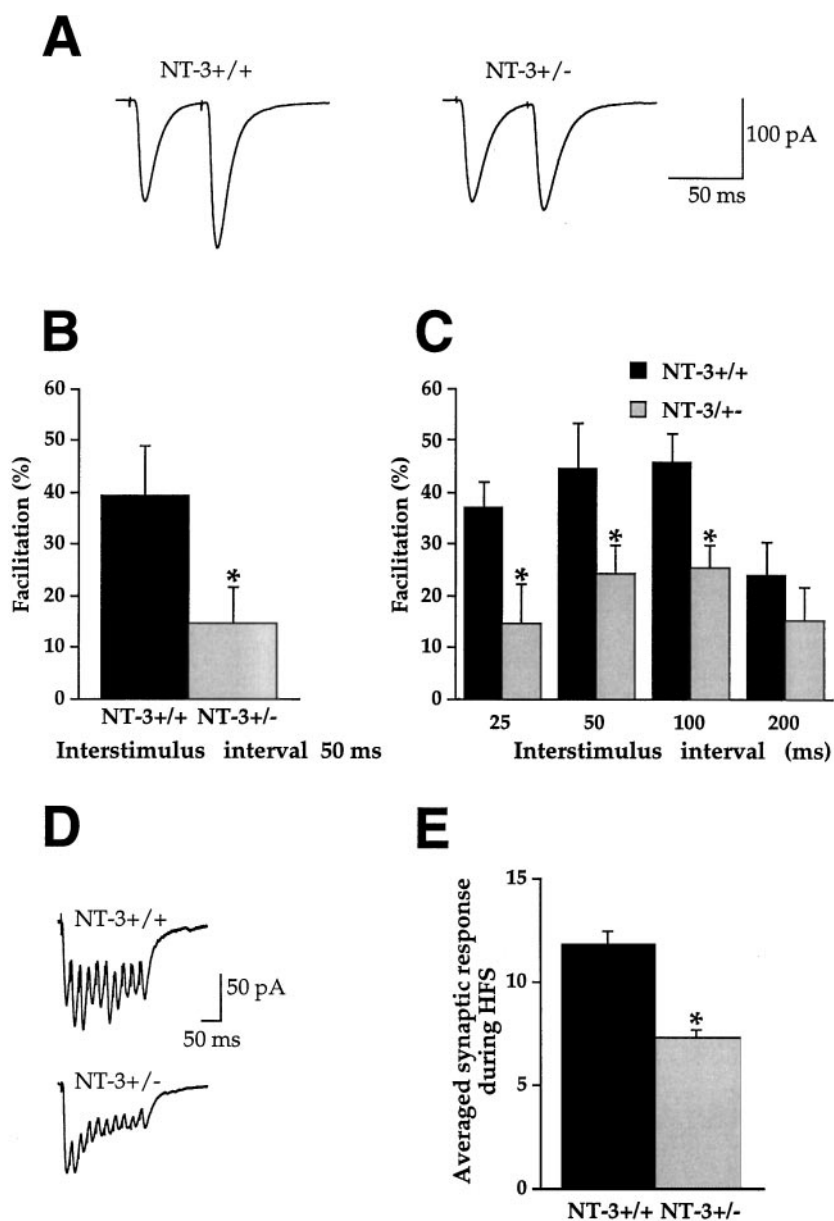 A
NT-3+/+
NT-3+/-
100 pA
50 ms
B
60
50
40
30
20
10
0
Facilitation (%)
*
NT-3+/+ NT-3+/-
Interstimulus interval 50 ms
C
NT-3+/+
NT-3/+-
60
50
40
30
20
10
0
Facilitation (%)
* * *
25 50 100 200
Interstimulus interval (ms)
D
NT-3+/+
50 pA
50 ms
NT-3+/-
E
15
10
5
0
Averaged synaptic response
during HFS
*
NT-3+/+ NT-3+/-